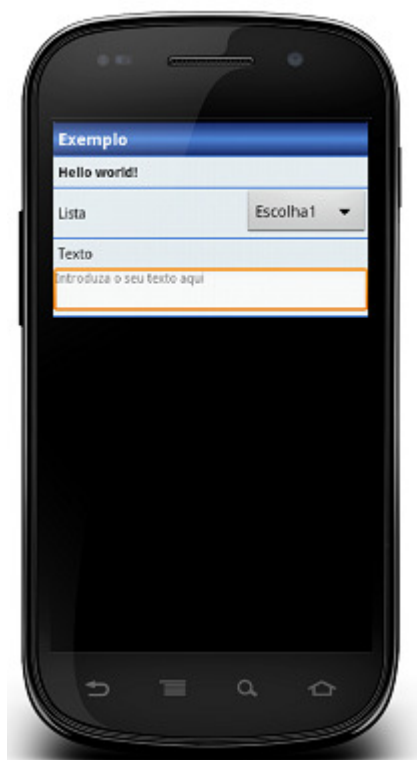 Exemplo
Hello world!
Lista
Escolha1
Texto
Introduza o seu texto aqui